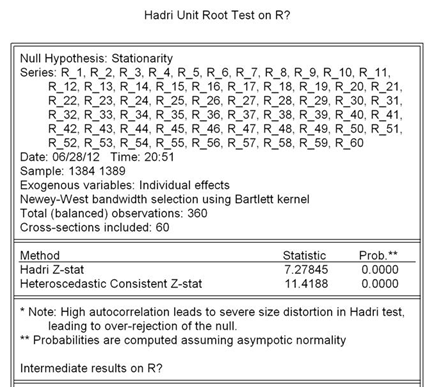 Hadri Unit Root Test on R?
Null Hypothesis: Stationarity
Series: R_1, R_2, R_3, R_4, R_5, R_6, R_7, R_8, R_9, R_10, R_11,
R_12, R_13, R_14, R_15, R_16, R_17, R_18, R_19, R_20, R_21,
R_22, R_23, R_24, R_25, R_26, R_27, R_28, R_29, R_30, R_31,
R_32, R_33, R_34, R_35, R_36, R_37, R_38, R_39, R_40, R_41,
R_42, R_43, R_44, R_45, R_46, R_47, R_48, R_49, R_50, R_51,
R_52, R_53, R_54, R_55, R_56, R_57, R_58, R_59, R_60
Date: 06/28/12 Time: 20:51
Sample: 1384 1389
Exogenous variables: Individual effects
Newey-West bandwidth selection using Bartlett kernel
Total (balanced) observations: 360
Cross-sections included: 60
Method Statistic Prob.**
Hadri Z-stat 7.27845 0.0000
Heteroscedastic Consistent Z-stat 11.4188 0.0000
* Note: High autocorrelation leads to severe size distortion in Hadri test,
leading to over-rejection of the null.
** Probabilities are computed assuming asympotic normality
Intermediate results on R?